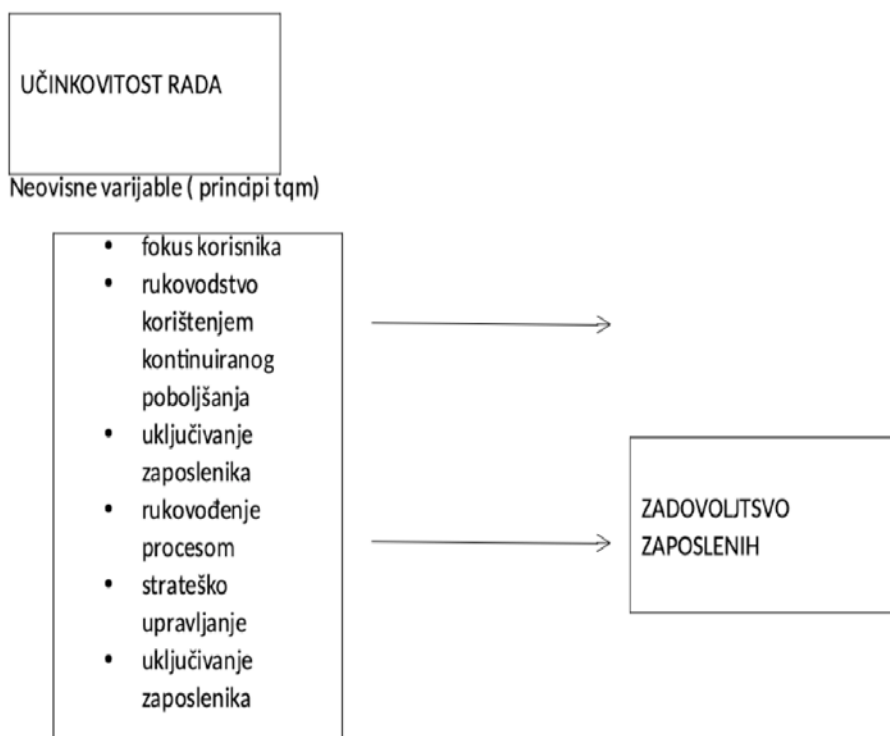 UČINKOVITOST RADA
Neovisne varijable ( principi tqm)
• fokus korisnika
• rukovodstvo
korištenjem
kontinuiranog
poboljšanja
• uključivanje
zaposlenika
• rukovođenje
procesom
• strateško
upravljanje
• uključivanje
zaposlenika
ZADOVOLJTSVO
ZAPOSLENIH